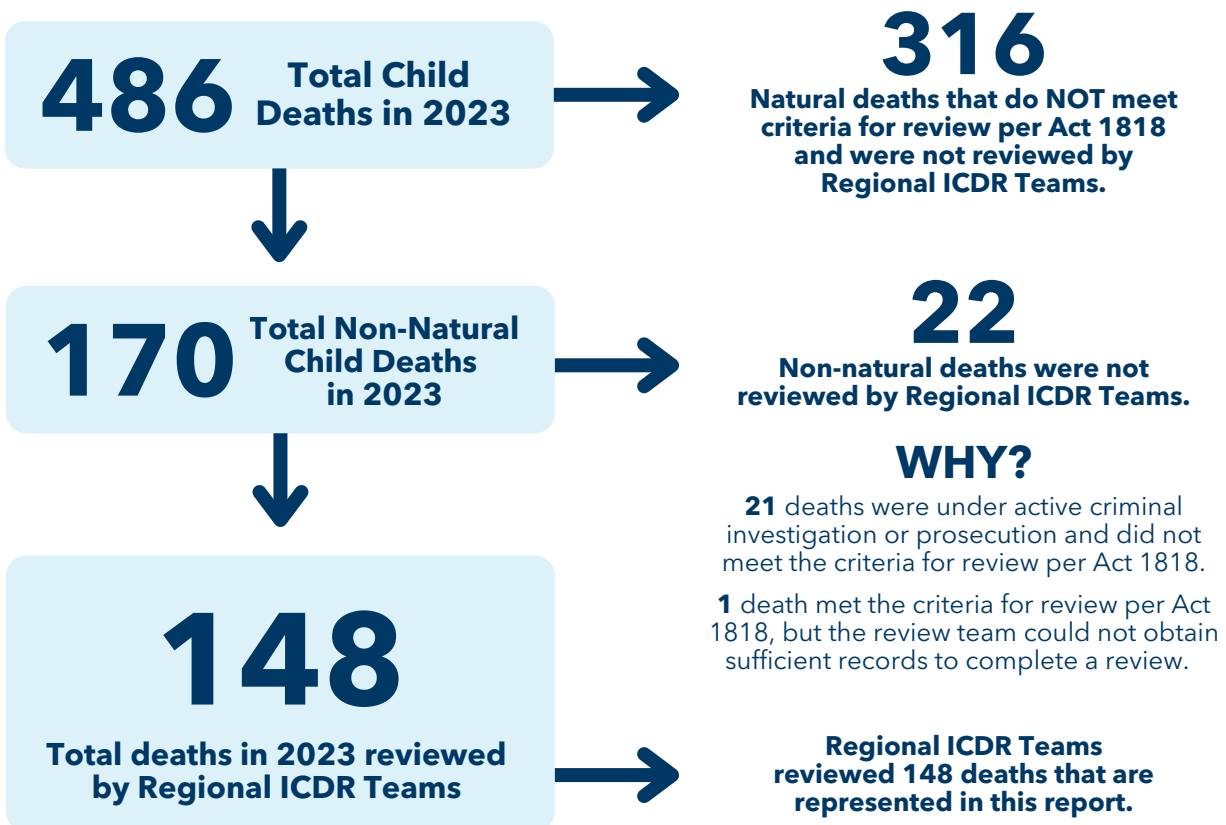 486
Total Child
Deaths in 2023
316
Natural deaths that do NOT meet
criteria for review per Act 1818
and were not reviewed by
Regional ICDR Teams.
170
Total Non-Natural
Child Deaths
in 2023
22
Non-natural deaths were not
reviewed by Regional ICDR Teams.
WHY?
21 deaths were under active criminal
investigation or prosecution and did not
meet the criteria for review per Act 1818.
1 death met the criteria for review per Act
1818, but the review team could not obtain
sufficient records to complete a review.
148
Total deaths in 2023 reviewed
by Regional ICDR Teams
Regional ICDR Teams
reviewed 148 deaths that are
represented in this report.